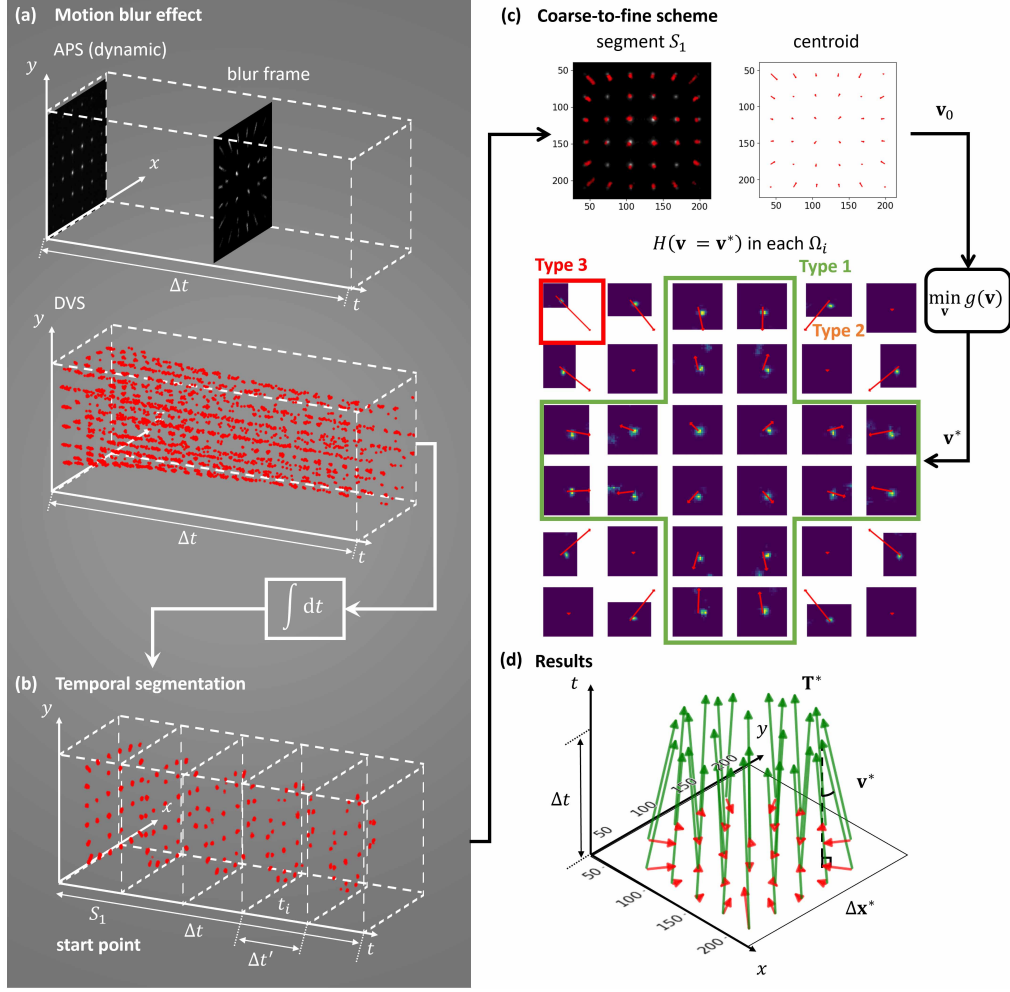 (a) Motion blur effect
APS (dynamic)
y
blur frame
x
Δt
t
DVS
y
x
Δt
t
∫ dt
(b) Temporal segmentation
y
x
S₁
t_i
Δt
t
start point
Δt′
(c) Coarse-to-fine scheme
segment S₁
centroid
50
100
150
200
50 100 150 200
50
100
150
200
50 100 150 200
v₀
H(v = v*) in each Ω_i
Type 3
Type 1
Type 2
min g(v)
v
v*
(d) Results
t
T*
y
200
150
100
50
Δt
v*
50
100
150
200
Δx*
x